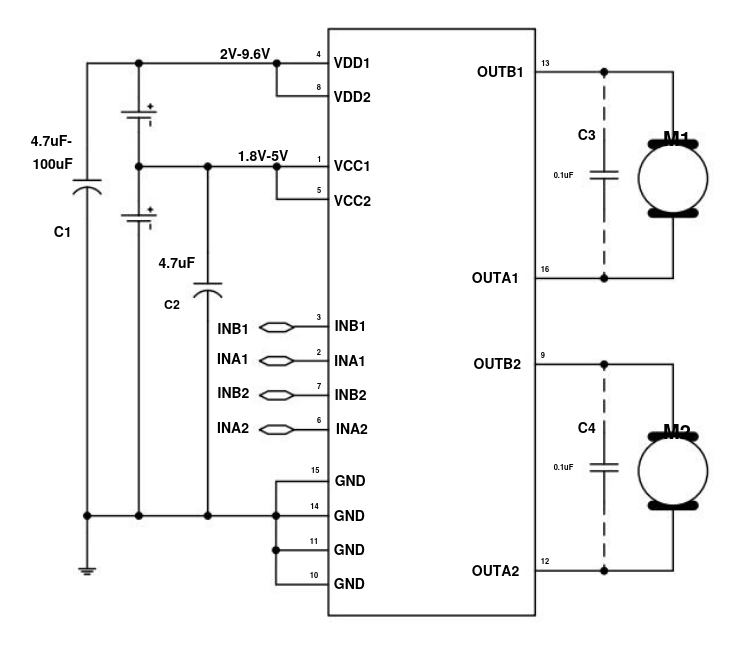 2V-9.6V
4
VDD1
8
VDD2
4.7uF-
100uF
C1
+
-
1.8V-5V
1
VCC1
5
VCC2
+
-
4.7uF
C2
INB1
3
INB1
INA1
2
INA1
INB2
7
INB2
INA2
6
INA2
15
GND
14
GND
11
GND
10
GND
OUTB1
13
C3
0.1uF
M1
OUTA1
16
OUTB2
9
C4
0.1uF
M2
OUTA2
12